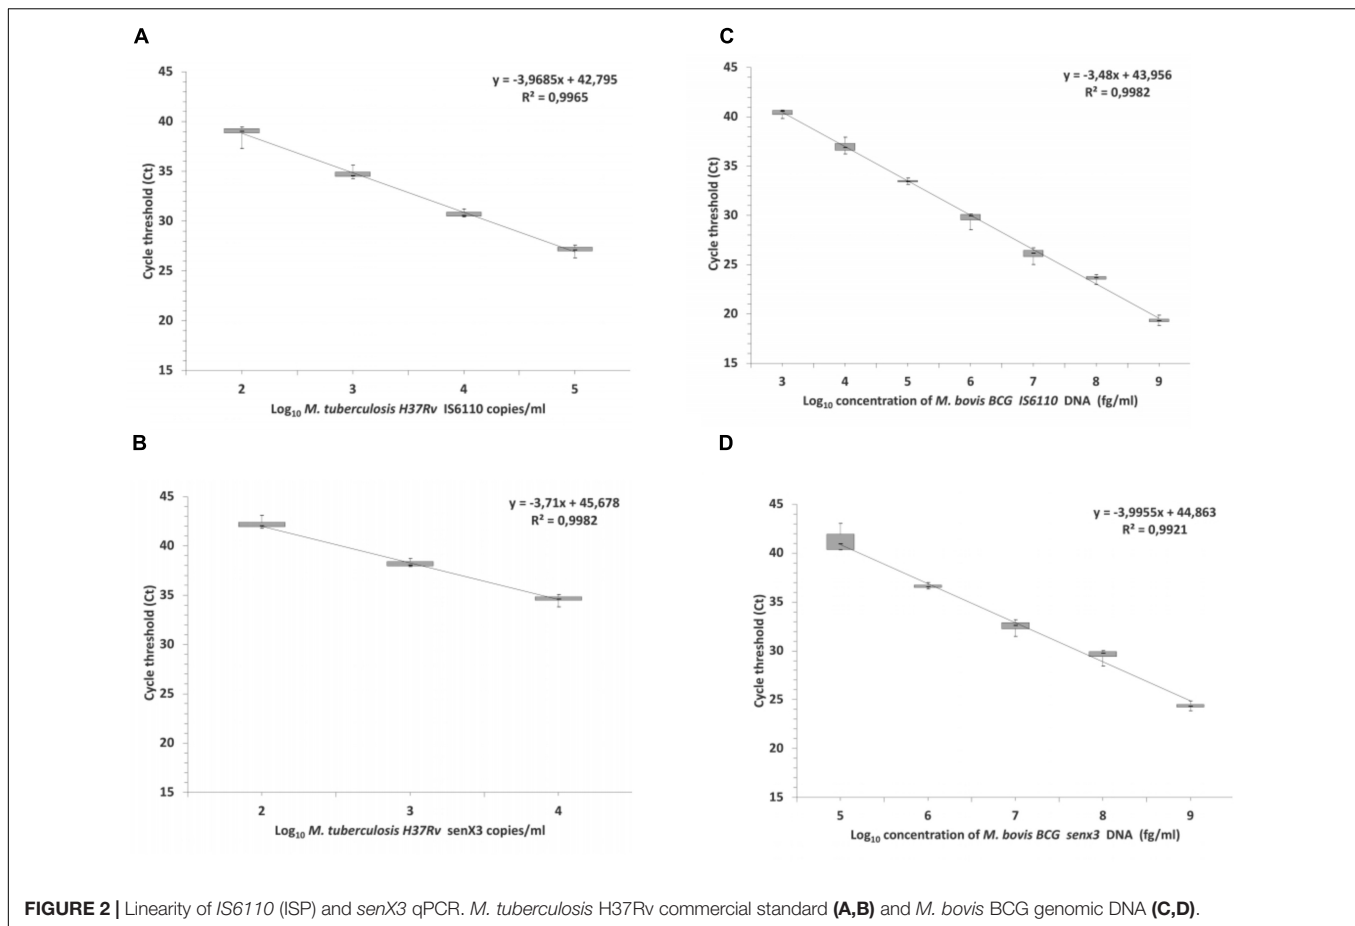 A
y = -3,9685x + 42,795
R² = 0,9965
45
40
35
30
25
20
15
Cycle threshold (Ct)
2 3 4 5
Log₁₀ M. tuberculosis H37Rv IS6110 copies/ml
C
y = -3,48x + 43,956
R² = 0,9982
45
40
35
30
25
20
15
Cycle threshold (Ct)
3 4 5 6 7 8 9
Log₁₀ concentration of M. bovis BCG IS6110 DNA (fg/ml)
B
y = -3,71x + 45,678
R² = 0,9982
45
40
35
30
25
20
15
Cycle threshold (Ct)
2 3 4
Log₁₀ M. tuberculosis H37Rv senX3 copies/ml
D
y = -3,9955x + 44,863
R² = 0,9921
45
40
35
30
25
20
15
Cycle threshold (Ct)
5 6 7 8 9
Log₁₀ concentration of M. bovis BCG senx3 DNA (fg/ml)
FIGURE 2 | Linearity of IS6110 (ISP) and senX3 qPCR. M. tuberculosis H37Rv commercial standard (A,B) and M. bovis BCG genomic DNA (C,D).